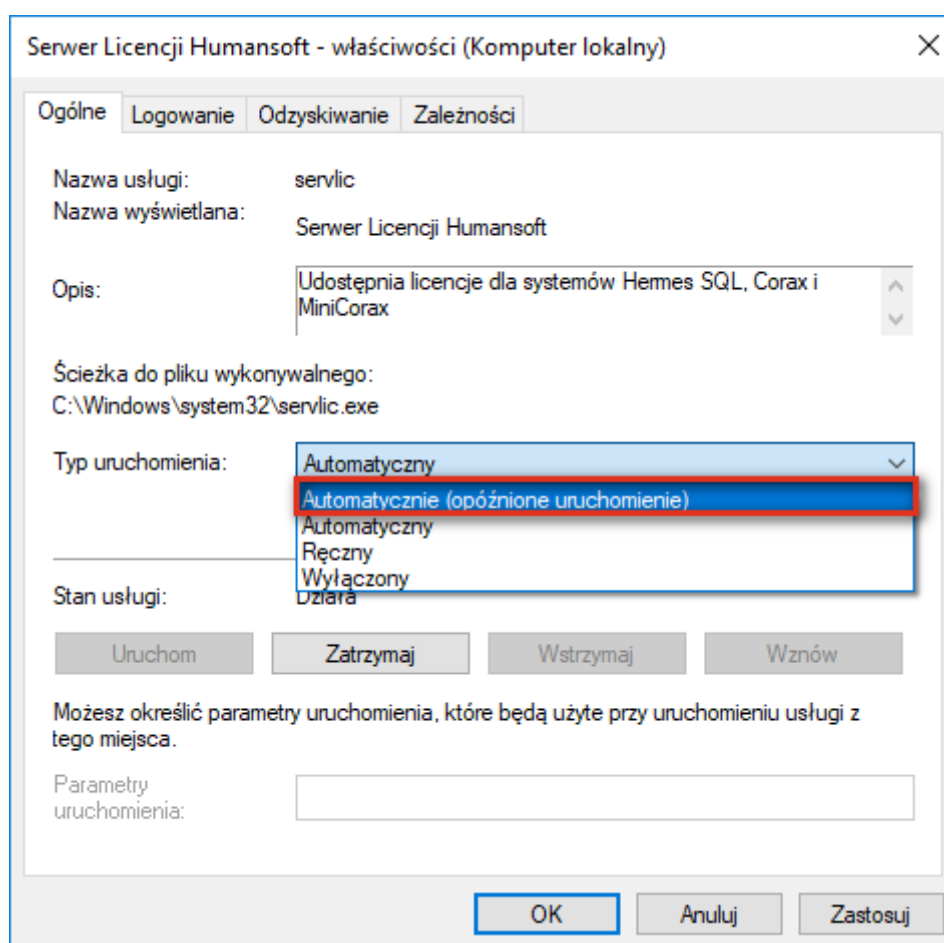 Serwer Licencji Humansoft - właściwości (Komputer lokalny)
Ogólne Logowanie Odzyskiwanie Zależności
Nazwa usługi: servlic
Nazwa wyświetlana: Serwer Licencji Humansoft
Opis: Udostępnia licencje dla systemów Hermes SQL, Corax i
MiniCorax
Ścieżka do pliku wykonywalnego:
C:\Windows\system32\servlic.exe
Typ uruchomienia: Automatyczny
Automatycznie (opóźnione uruchomienie)
Automatyczny
Ręczny
Wyłączony
Stan usługi: Działa
Uruchom Zatrzymaj Wstrzymaj Wznów
Możesz określić parametry uruchomienia, które będą użyte przy uruchomieniu usługi z
tego miejsca.
Parametry
uruchomienia:
OK Anuluj Zastosuj